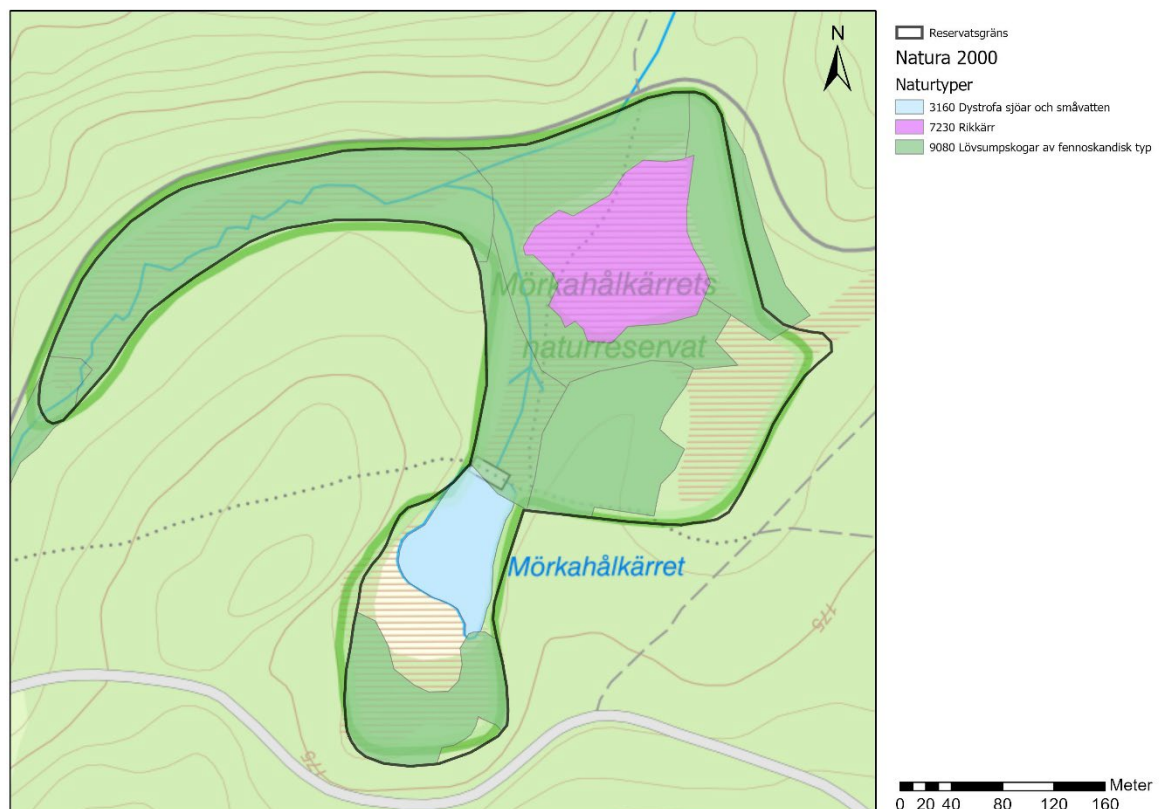 N
Mörkahålkärrets
naturreservat
Mörkahålkärret
175
175
Reservatsgräns
Natura 2000
Naturtyper
3160 Dystrofa sjöar och småvatten
7230 Rikkärr
9080 Lövsumpskogar av fennoskandisk typ
Meter
0 20 40 80 120 160